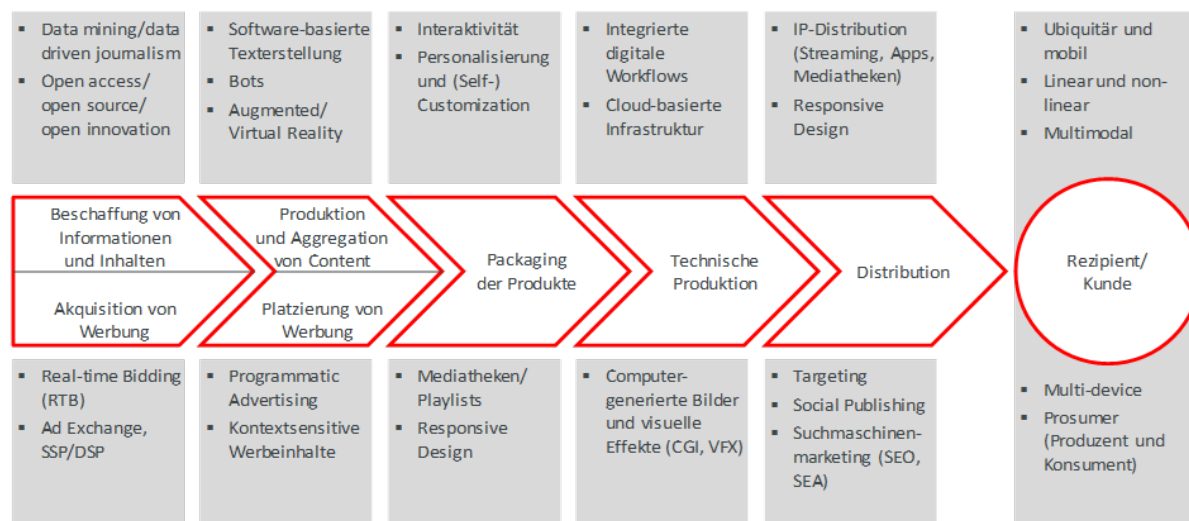 ▪ Data mining/data
driven journalism
▪ Open access/
open source/
open innovation
▪ Software-basierte
Texterstellung
▪ Bots
▪ Augmented/
Virtual Reality
▪ Interaktivität
▪ Personalisierung
und (Self-)
Customization
▪ Integrierte
digitale
Workflows
▪ Cloud-basierte
Infrastruktur
▪ IP-Distribution
(Streaming, Apps,
Mediatheken)
▪ Responsive
Design
▪ Ubiquitär und
mobil
▪ Linear und non-
linear
▪ Multimodal
Beschaffung von
Informationen
und Inhalten
Akquisition von
Werbung
Produktion
und Aggregation
von Content
Platzierung von
Werbung
Packaging
der Produkte
Technische
Produktion
Distribution
Rezipient/
Kunde
▪ Real-time Bidding
(RTB)
▪ Ad Exchange,
SSP/DSP
▪ Programmatic
Advertising
▪ Kontextsensitive
Werbeinhalte
▪ Mediatheken/
Playlists
▪ Responsive
Design
▪ Computer-
generierte Bilder
und visuelle
Effekte (CGI, VFX)
▪ Targeting
▪ Social Publishing
▪ Suchmaschinen-
marketing (SEO,
SEA)
▪ Multi-device
▪ Prosumer
(Produzent und
Konsument)